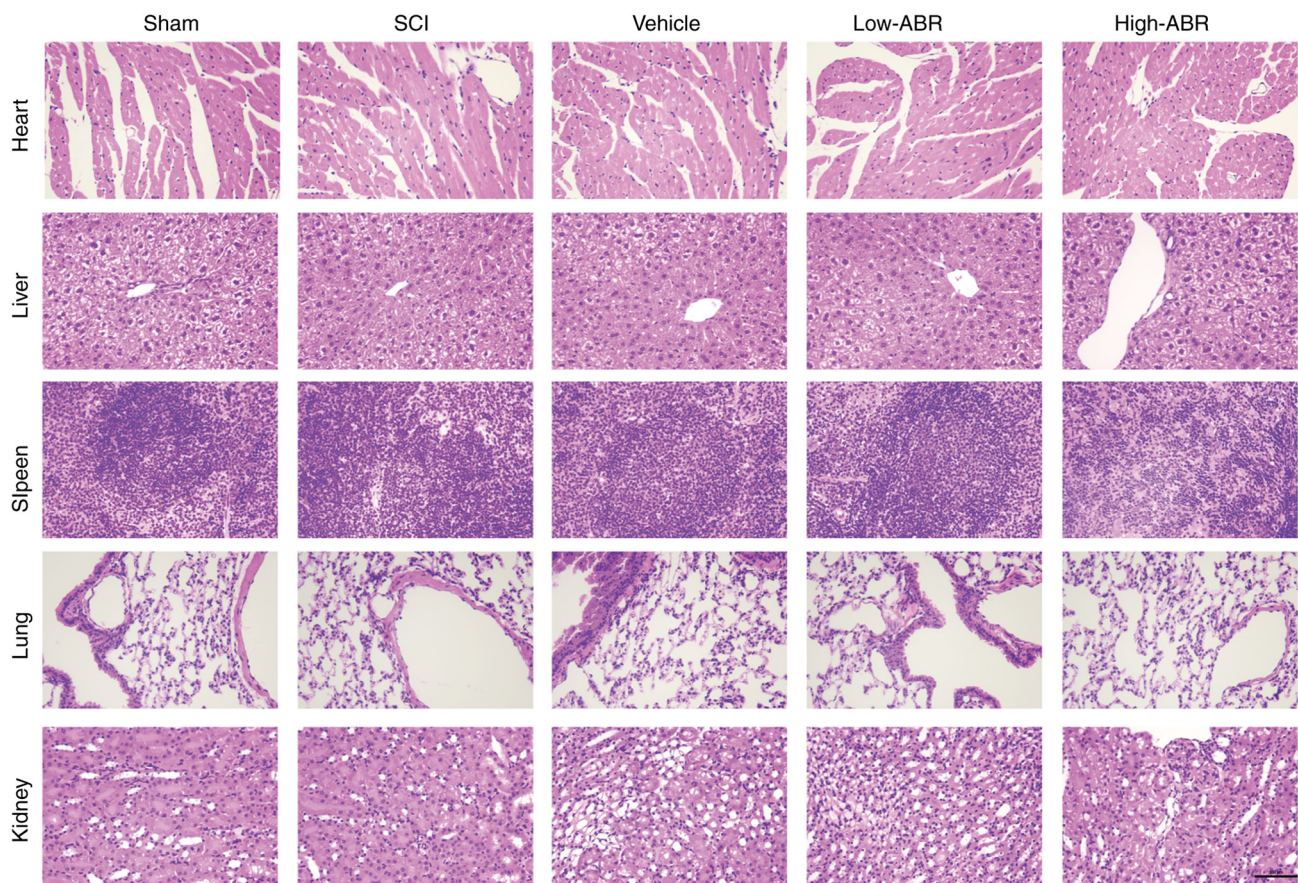 Sham SCI Vehicle Low-ABR High-ABR
Heart
Liver
Slpeen
Lung
Kidney